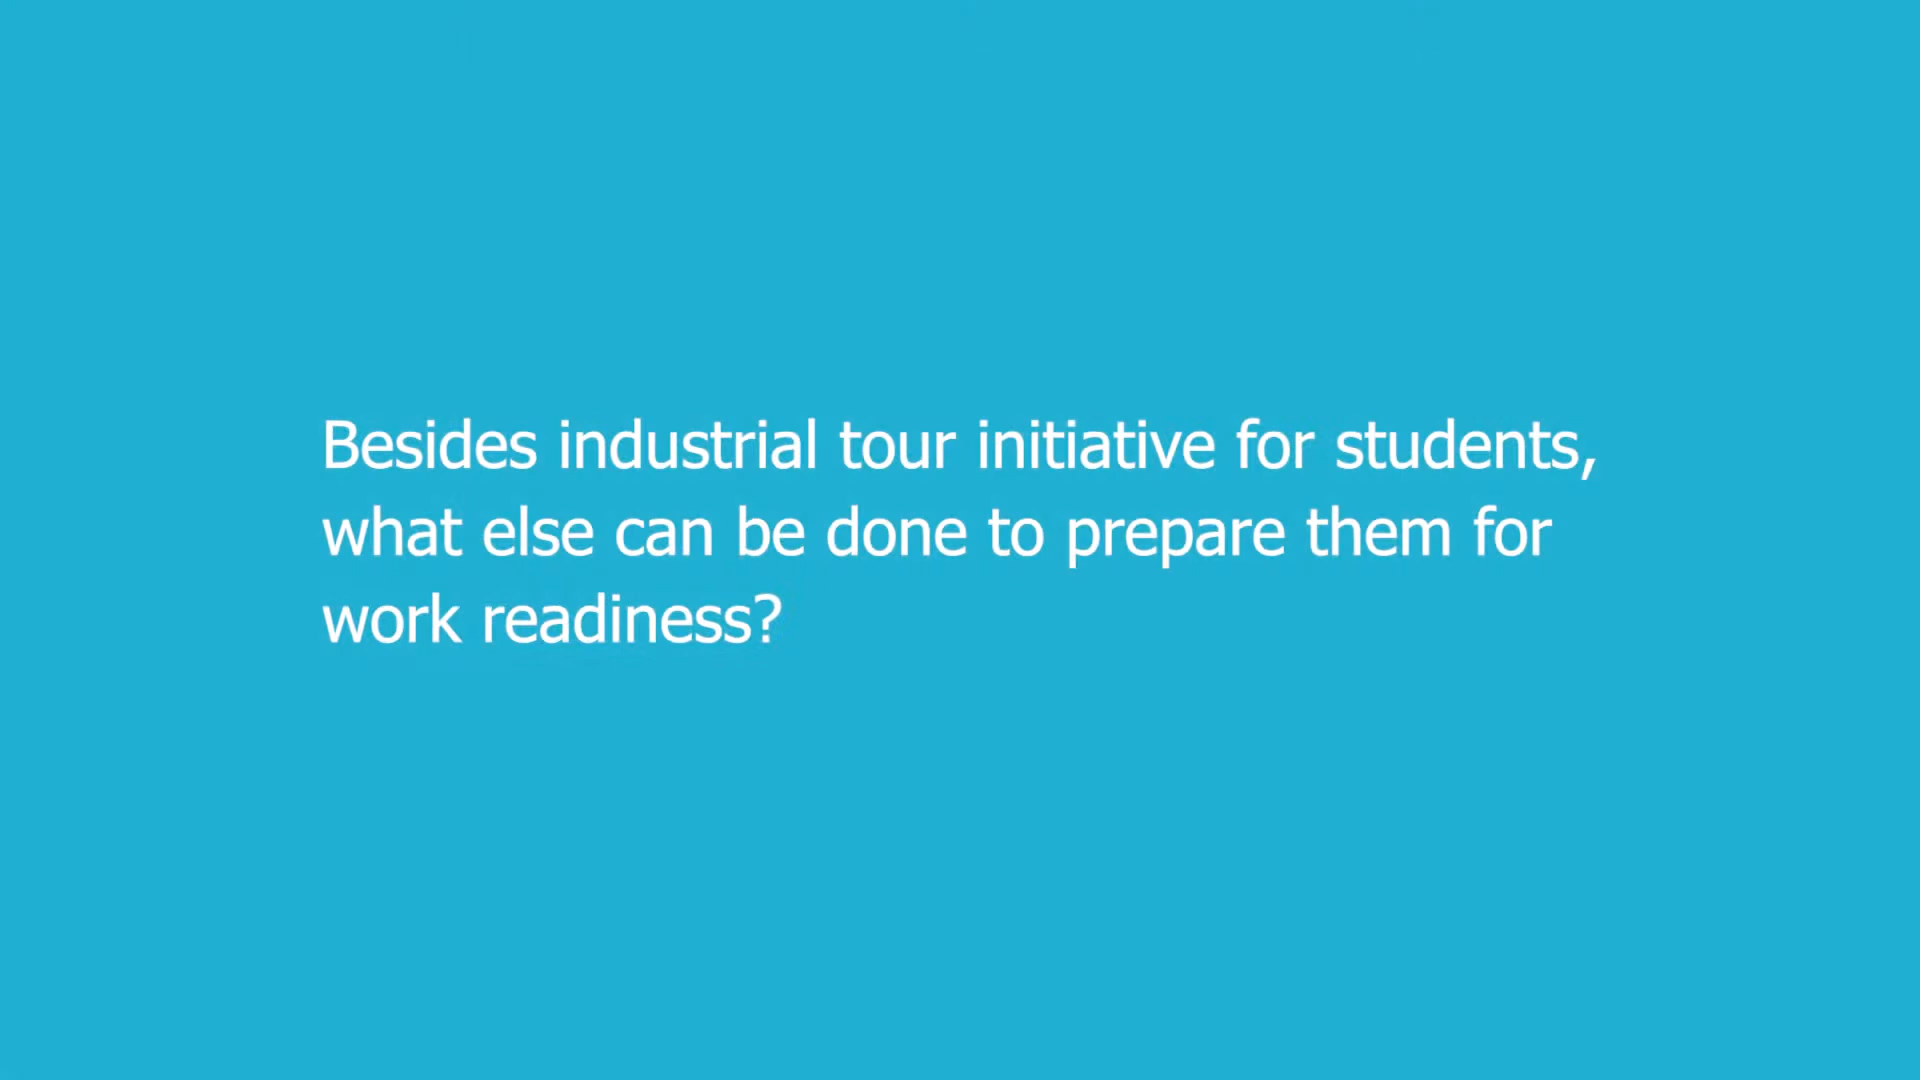 Besides industrial tour initiative for students,
what else can be done to prepare them for
work readiness?